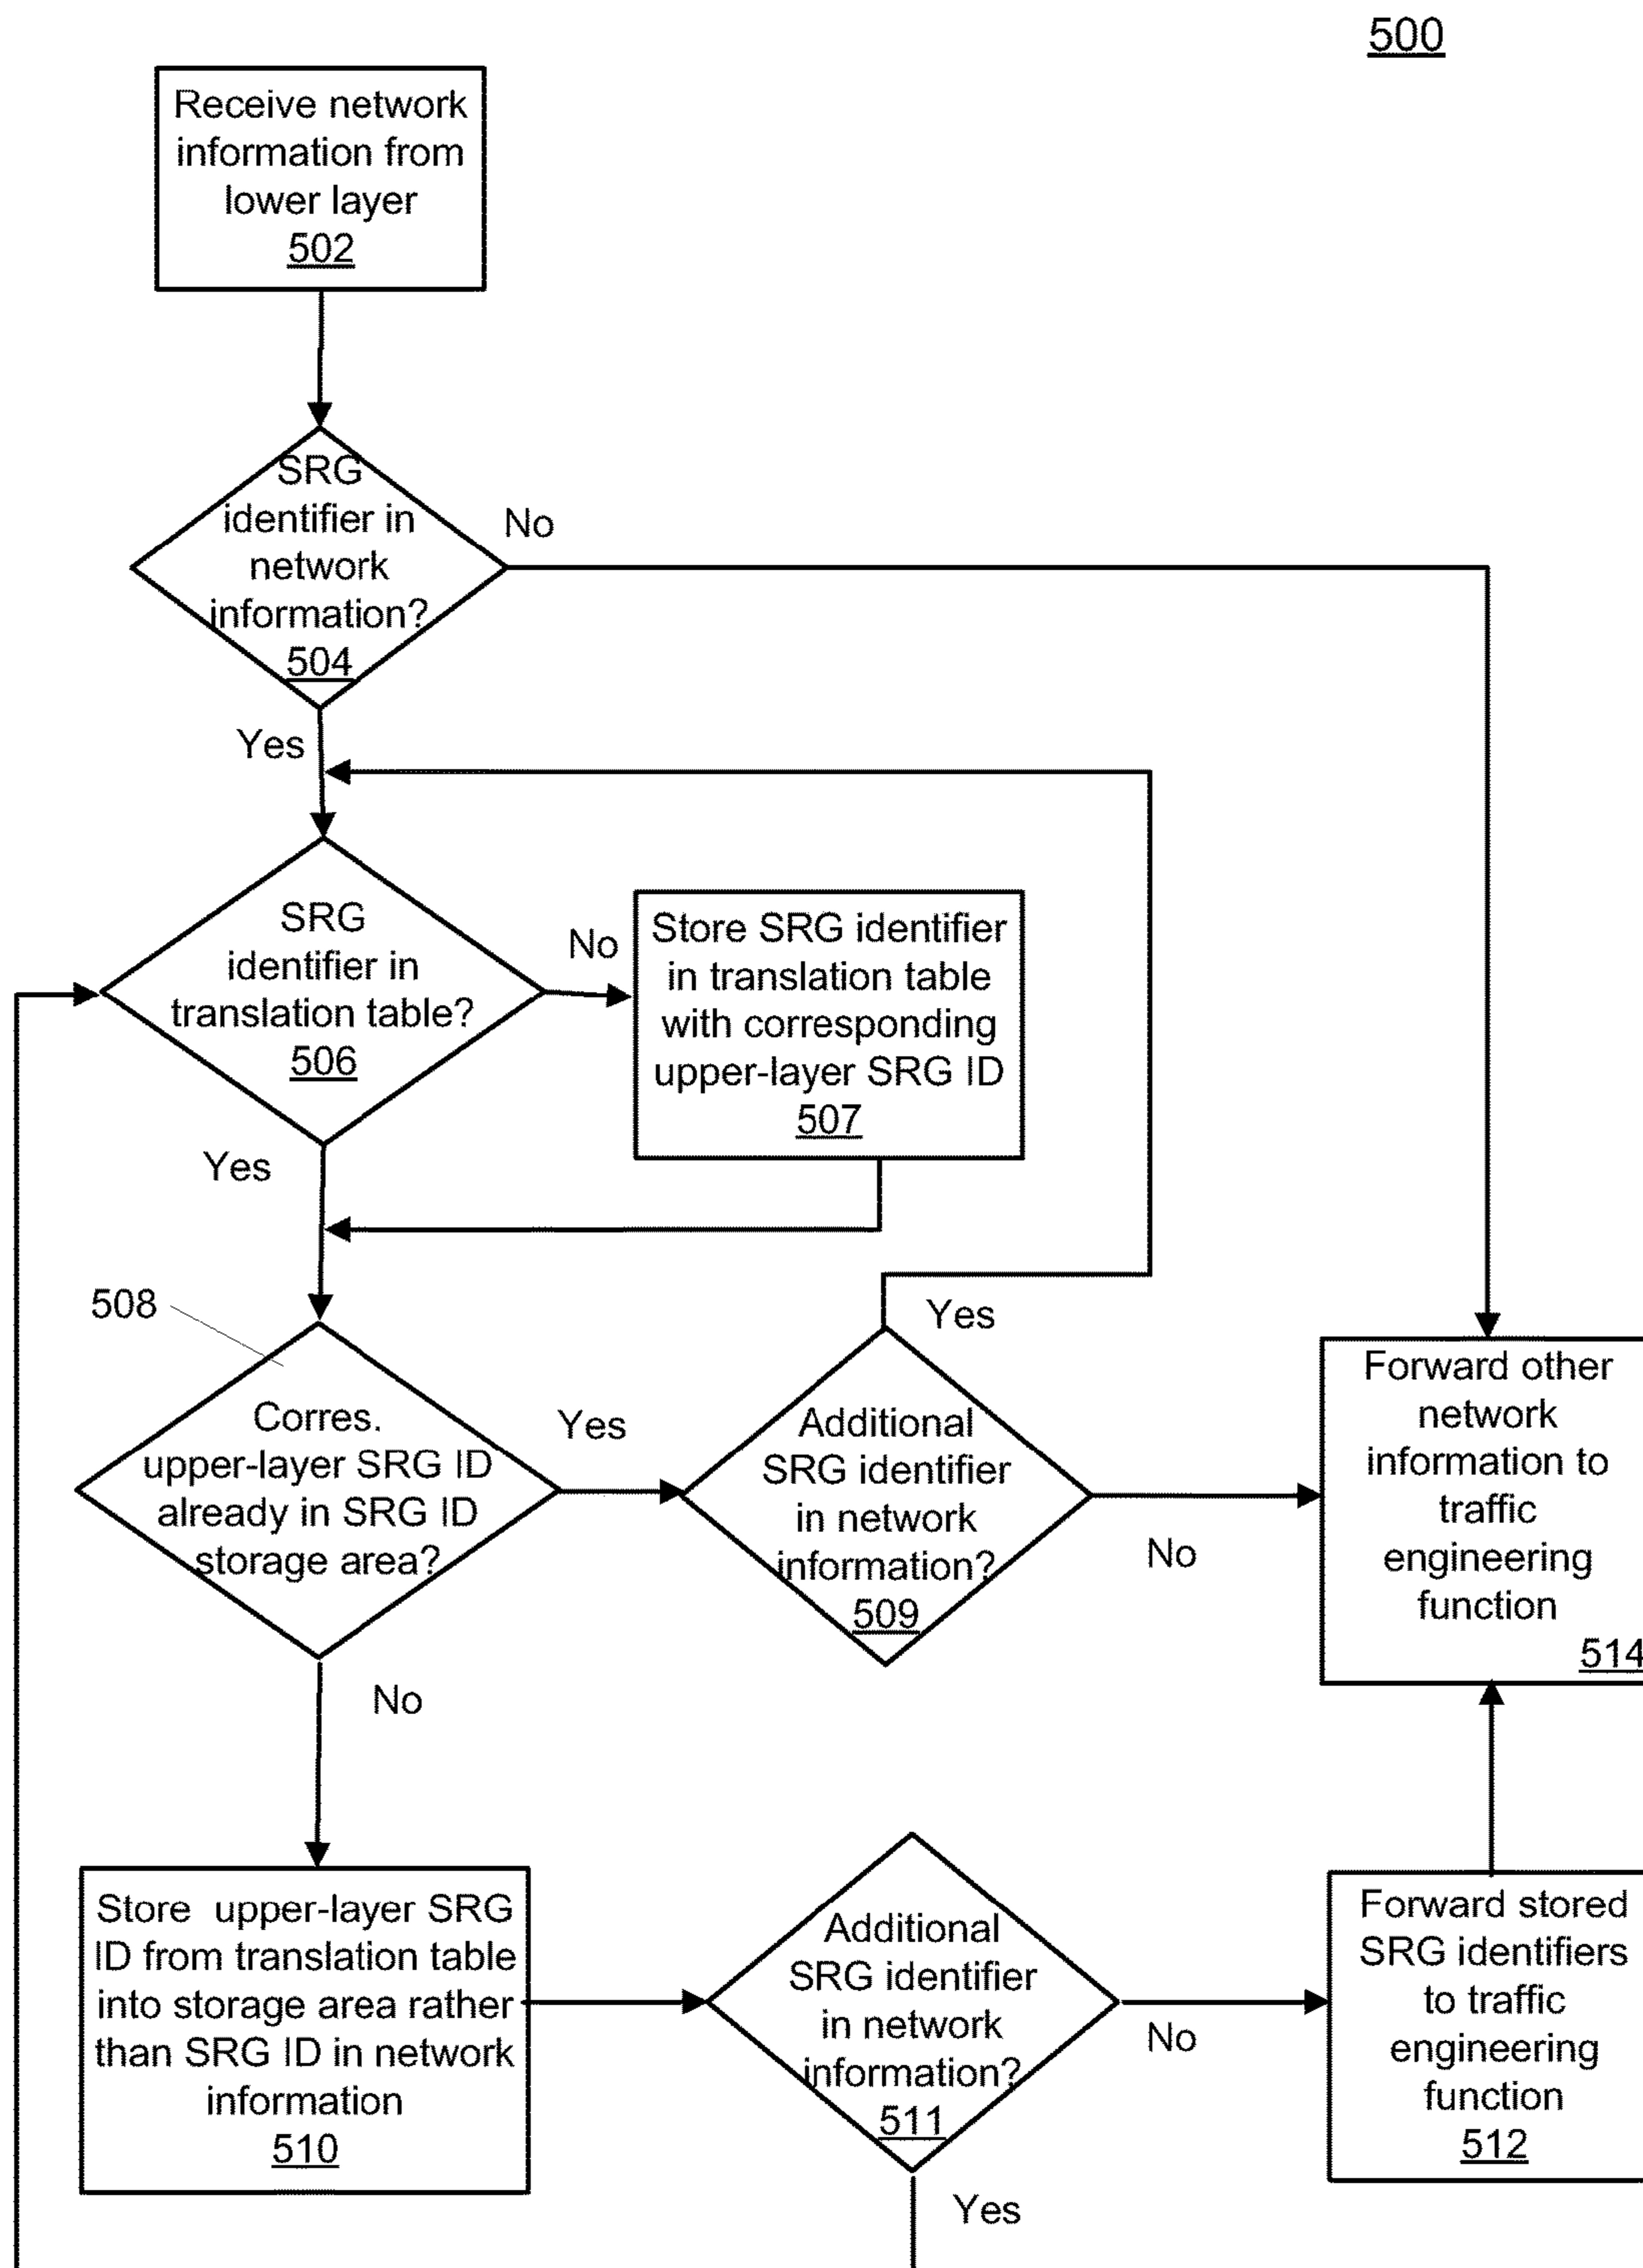 500
Receive network
information from
lower layer
502
SRG
identifier in
network
information?
504
No
Yes
SRG
identifier in
translation table?
506
No
Store SRG identifier
in translation table
with corresponding
upper-layer SRG ID
507
Yes
508
Corres.
upper-layer SRG ID
already in SRG ID
storage area?
Yes
Additional
SRG identifier
in network
information?
509
Yes
No
Forward other
network
information to
traffic
engineering
function
514
No
Store upper-layer SRG
ID from translation table
into storage area rather
than SRG ID in network
information
510
Additional
SRG identifier
in network
information?
511
No
Yes
Forward stored
SRG identifiers
to traffic
engineering
function
512